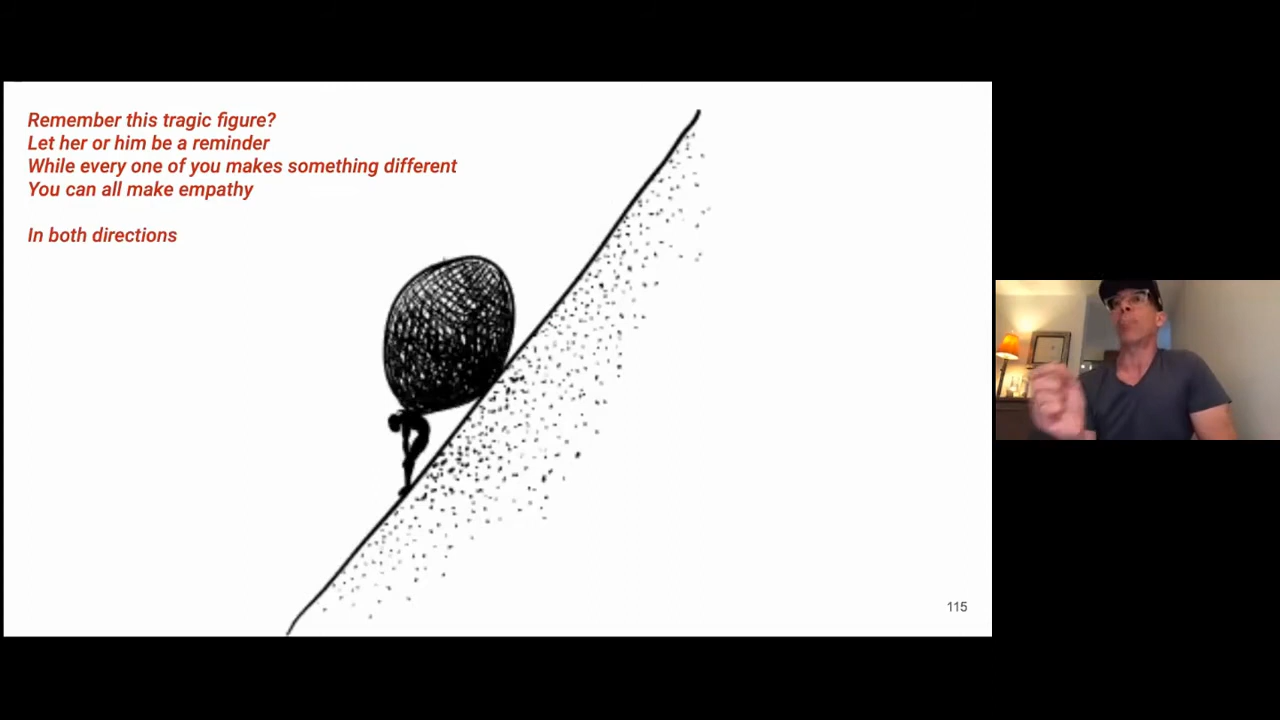 Remember this tragic figure?
Let her or him be a reminder
While every one of you makes something different
You can all make empathy
In both directions
115